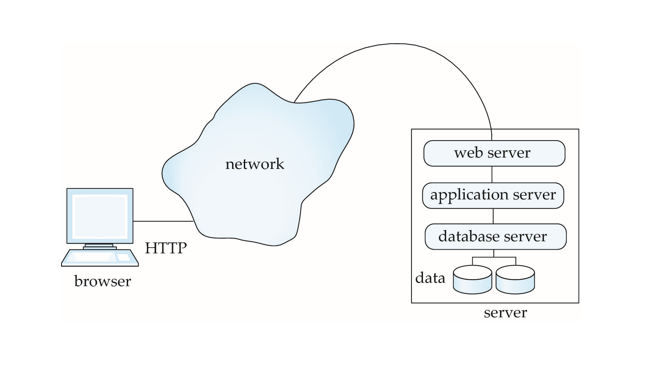 network
web server
application server
database server
data
HTTP
browser
server